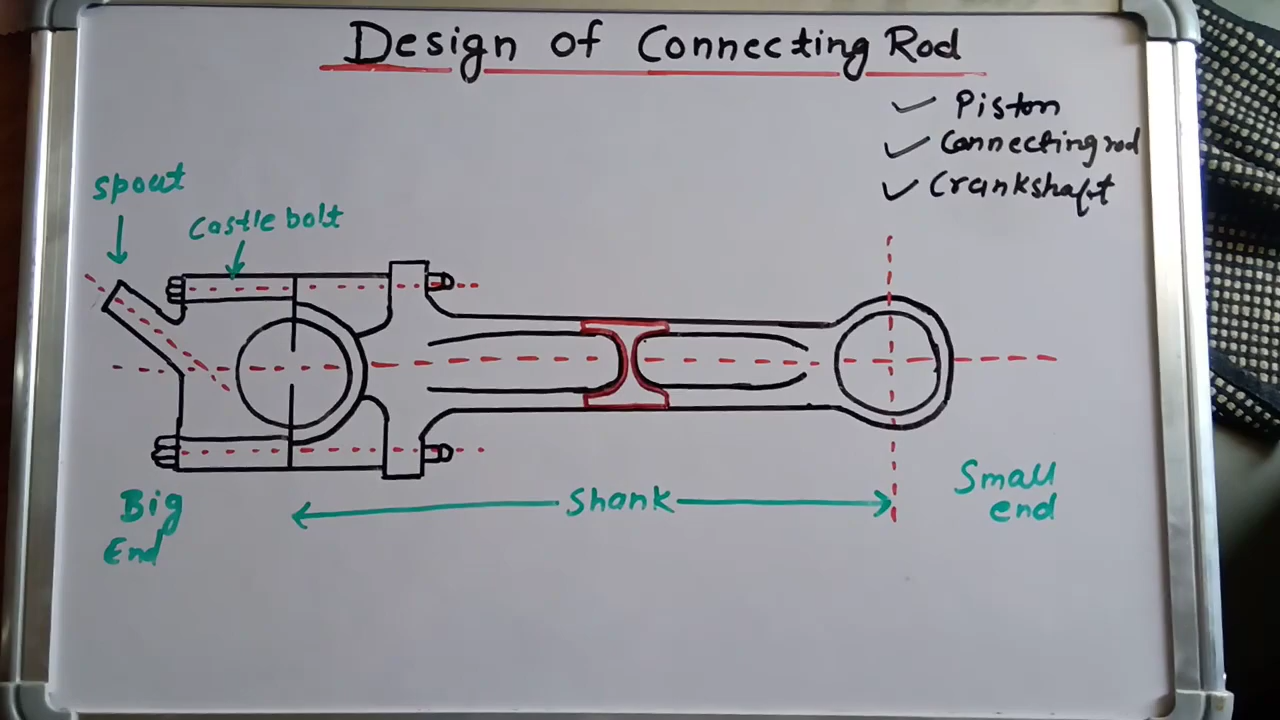 Design of Connecting Rod
Piston
Connecting rod
Crankshaft
spout
Castle bolt
Shank
Small
end
Big
End